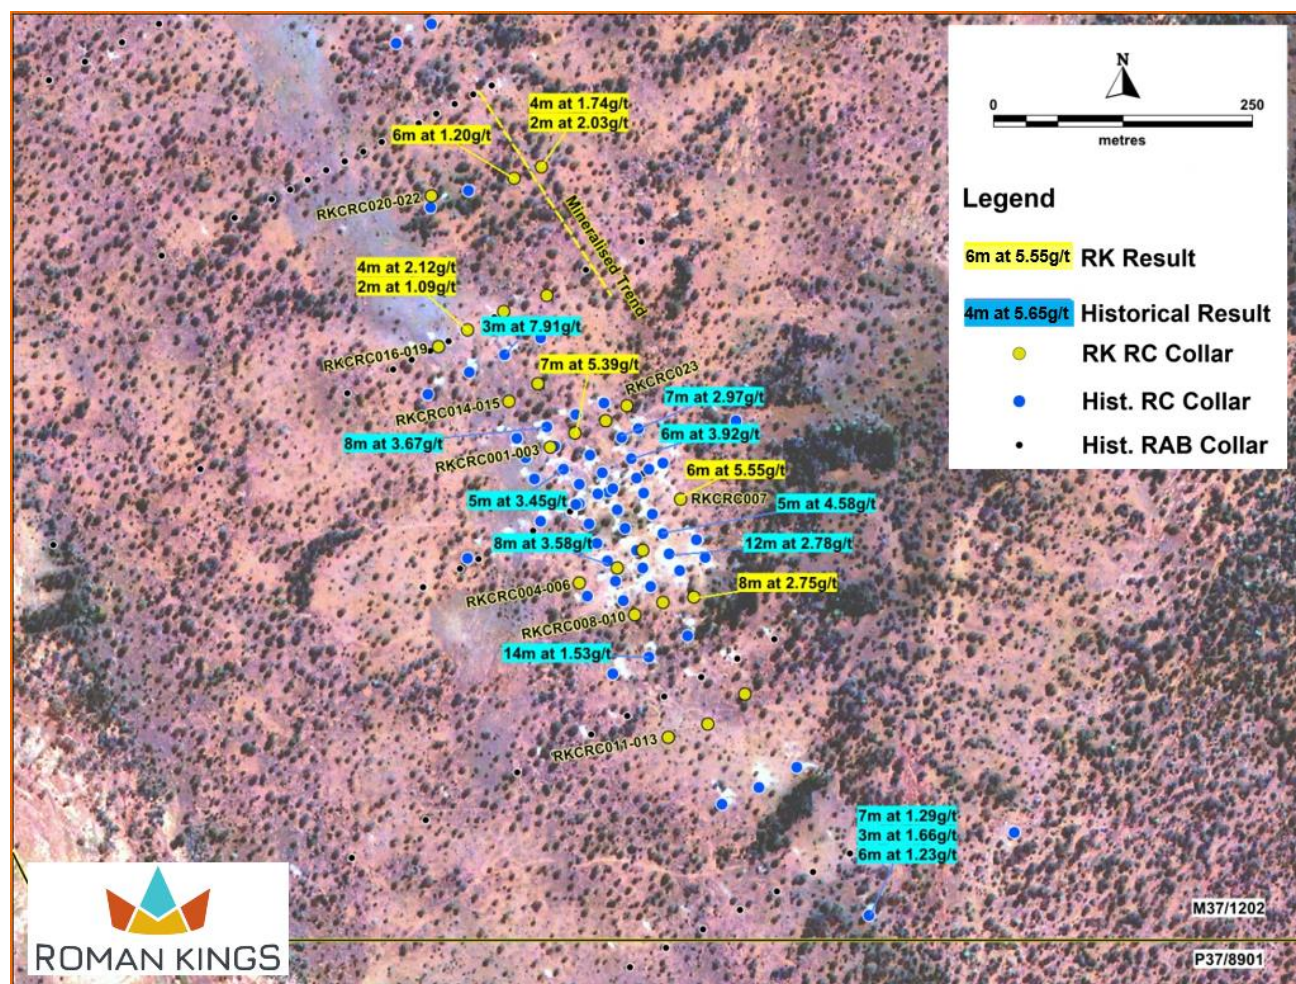 N
0 250
metres
Legend
6m at 5.55g/t RK Result
4m at 5.65g/t Historical Result
RK RC Collar
Hist. RC Collar
Hist. RAB Collar
4m at 1.74g/t
2m at 2.03g/t
6m at 1.20g/t
RKCRC020-022
Mineralised Trend
4m at 2.12g/t
2m at 1.09g/t
3m at 7.91g/t
RKCRC016-019
7m at 5.39g/t
RKCRC023
RKCRC014-015
7m at 2.97g/t
8m at 3.67g/t
6m at 3.92g/t
RKCRC001-003
6m at 5.55g/t
RKCRC007
5m at 3.45g/t
5m at 4.58g/t
8m at 3.58g/t
12m at 2.78g/t
8m at 2.75g/t
RKCRC004-006
RKCRC008-010
14m at 1.53g/t
RKCRC011-013
7m at 1.29g/t
3m at 1.66g/t
6m at 1.23g/t
M37/1202
P37/8901
ROMAN KINGS